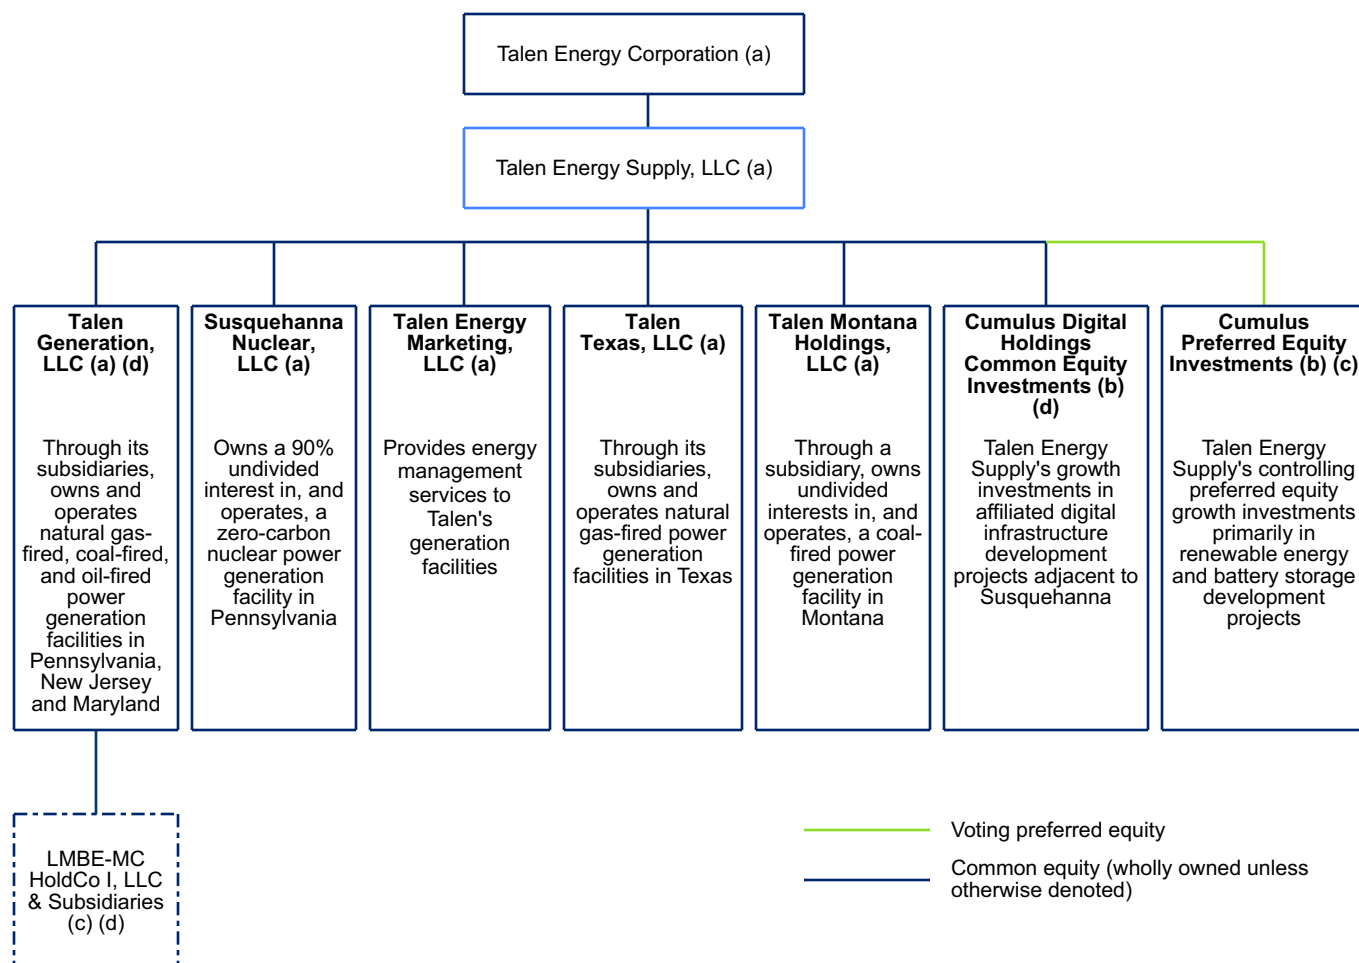 Talen Energy Corporation (a)
Talen Energy Supply, LLC (a)
Talen
Generation,
LLC (a) (d)
Through its
subsidiaries,
owns and
operates
natural gas-
fired, coal-fired,
and oil-fired
power
generation
facilities in
Pennsylvania,
New Jersey
and Maryland
Susquehanna
Nuclear,
LLC (a)
Owns a 90%
undivided
interest in, and
operates, a
zero-carbon
nuclear power
generation
facility in
Pennsylvania
Talen Energy
Marketing,
LLC (a)
Provides energy
management
services to
Talen's
generation
facilities
Talen
Texas, LLC (a)
Through its
subsidiaries,
owns and
operates natural
gas-fired power
generation
facilities in Texas
Talen Montana
Holdings,
LLC (a)
Through a
subsidiary, owns
undivided
interests in, and
operates, a coal-
fired power
generation
facility in
Montana
Cumulus Digital
Holdings
Common Equity
Investments (b)
(d)
Talen Energy
Supply's growth
investments in
affiliated digital
infrastructure
development
projects adjacent to
Susquehanna
Cumulus
Preferred Equity
Investments (b) (c)
Talen Energy
Supply's controlling
preferred equity
growth investments
primarily in
renewable energy
and battery storage
development
projects
LMBE-MC
HoldCo I, LLC
& Subsidiaries
(c) (d)
Voting preferred equity
Common equity (wholly owned unless
otherwise denoted)